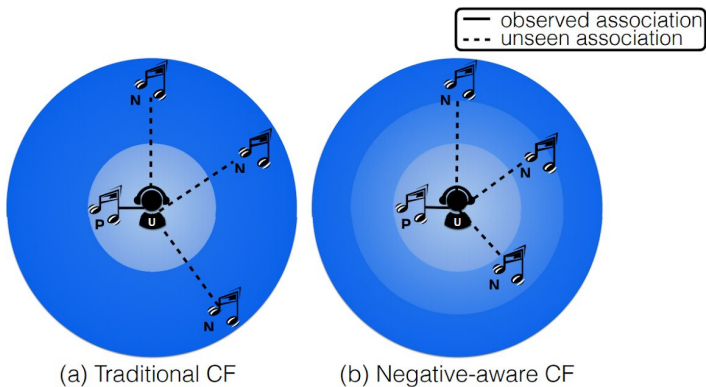 observed association
unseen association
N
N
N
N
P
U
P
U
N
N
(a) Traditional CF
(b) Negative-aware CF